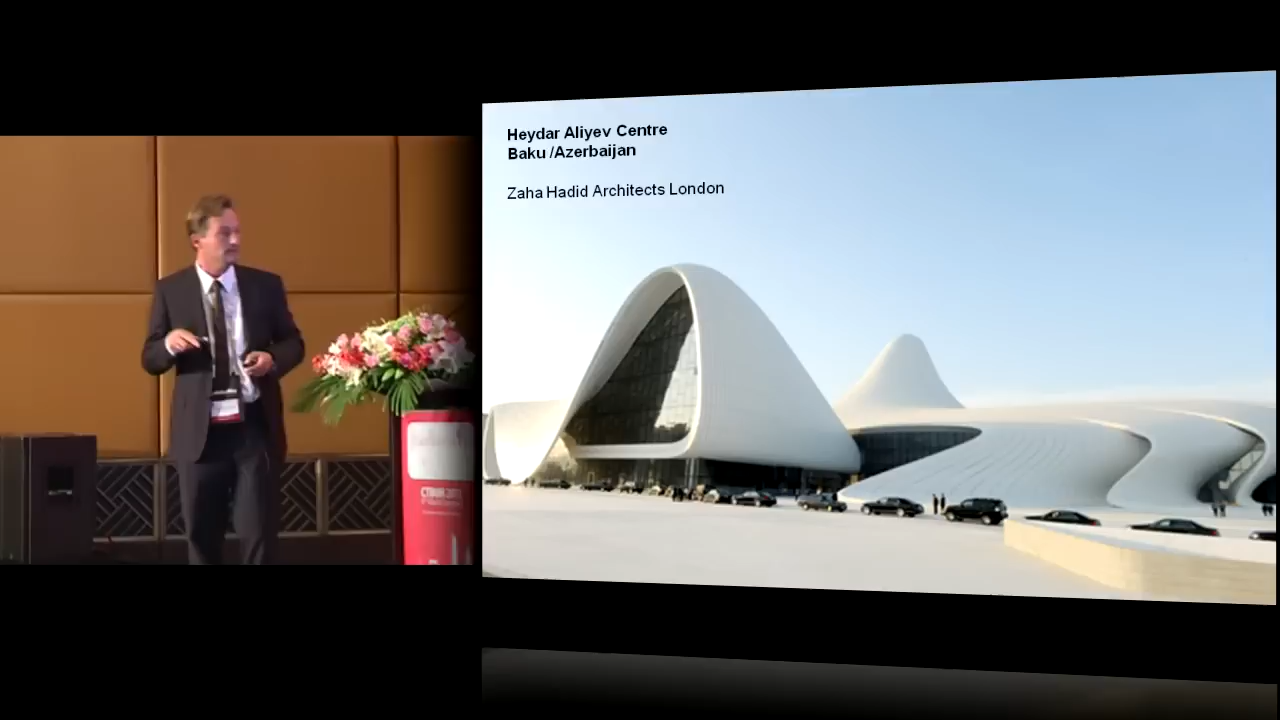 Heydar Aliyev Centre
Baku /Azerbaijan
Zaha Hadid Architects London